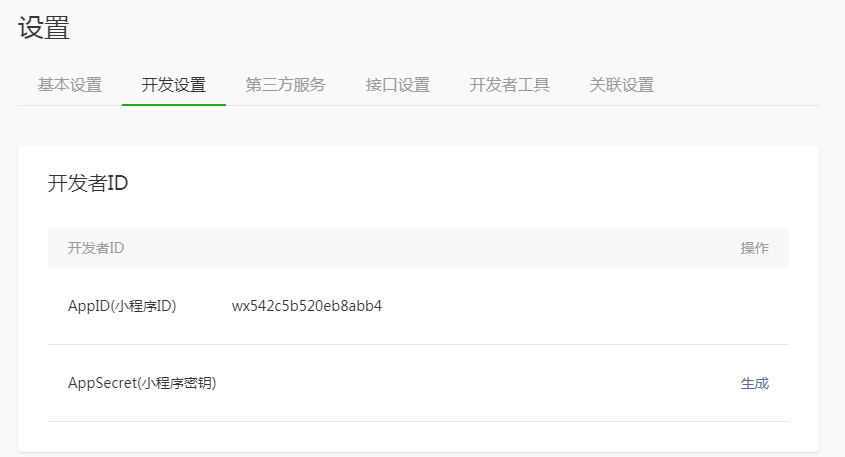 设置
基本设置 开发设置 第三方服务 接口设置 开发者工具 关联设置
开发者ID
开发者ID 操作
AppID(小程序ID) wx542c5b520eb8abb4
AppSecret(小程序密钥) 生成